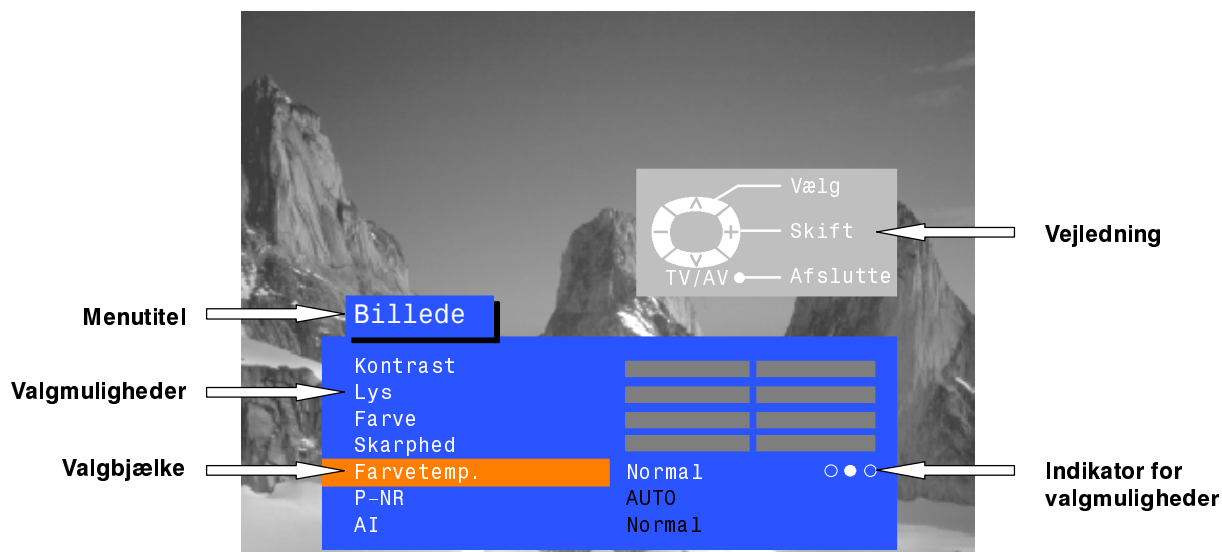 Vælg
Skift
Vejledning
TV/AV
Afslutte
Menutitel
Billede
Kontrast
Valgmuligheder
Lys
Farve
Skarphed
Valgbjælke
Farvetemp.
Normal
Indikator for
valgmuligheder
P-NR
AUTO
AI
Normal